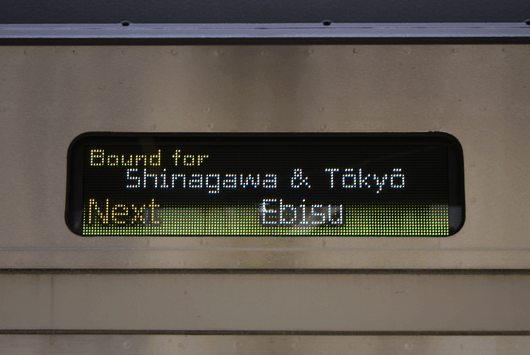 Bound for
Shinagawa & Tōkyō
Next Ebisu